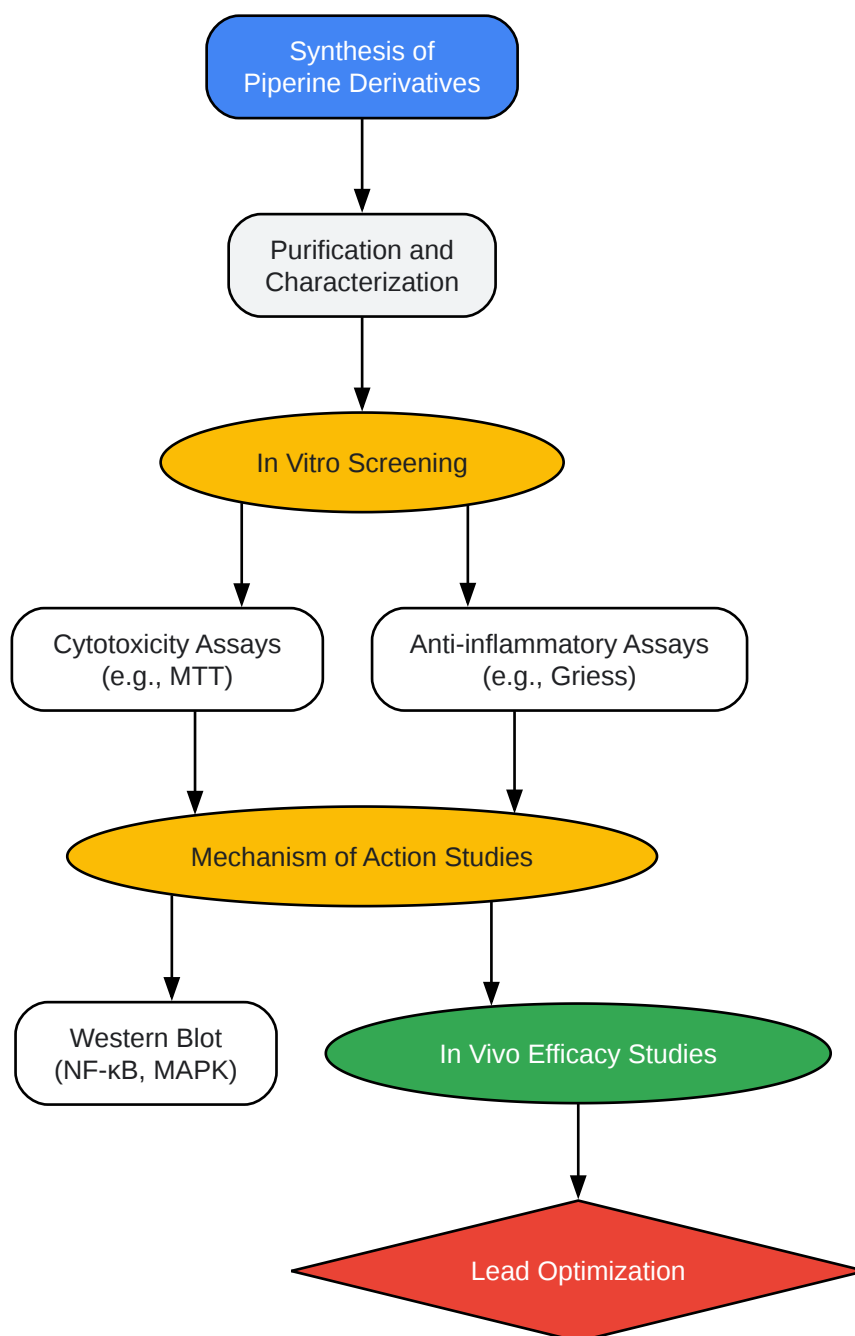 Synthesis of
Piperine Derivatives
Purification and
Characterization
In Vitro Screening
Cytotoxicity Assays
(e.g., MTT)
Anti-inflammatory Assays
(e.g., Griess)
Mechanism of Action Studies
Western Blot
(NF-κB, MAPK)
In Vivo Efficacy Studies
Lead Optimization